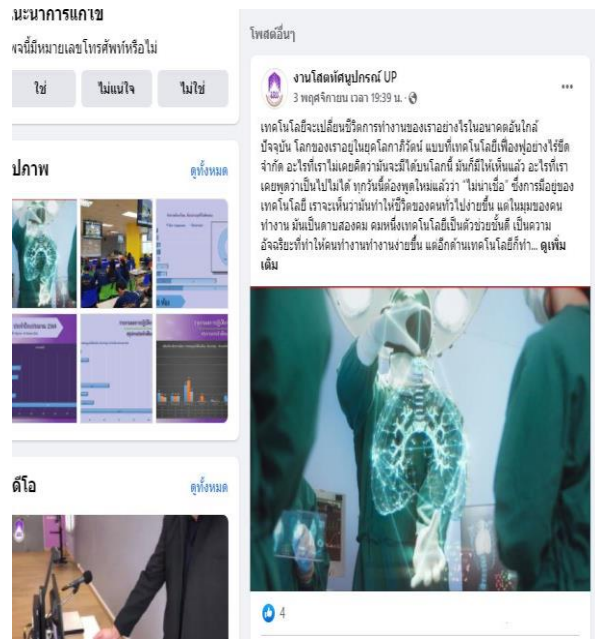 แนะนำการแก้ไข
พจนี้มีหมายเลขโทรศัพท์หรือไม่
ใช่
ไม่แน่ใจ
ไม่ใช่
ปภาพ
ดูทั้งหมด
ดีโอ
ดูทั้งหมด
โพสต์อื่นๆ
งานโสตทัศนูปกรณ์ UP
3 พฤศจิกายน เวลา 19:39 น. ·
เทคโนโลยีจะเปลี่ยนชีวิตการทำงานของเราอย่างไรในอนาคตอันใกล้
ปัจจุบัน โลกของเราอยู่ในยุคโลกาภิวัตน์ แบบที่เทคโนโลยีเฟื่องฟูอย่างไร้ขีด
จำกัด อะไรที่เราไม่เคยคิดว่ามันจะมีได้บนโลกนี้ มันก็มีให้เห็นแล้ว อะไรที่เรา
เคยพูดว่าเป็นไปไม่ได้ ทุกวันนี้ต้องพูดใหม่แล้วว่า "ไม่น่าเชื่อ" ซึ่งการมีอยู่ของ
เทคโนโลยี เราจะเห็นว่ามันทำให้ชีวิตของคนทั่วไปง่ายขึ้น แต่ในมุมของคน
ทำงาน มันเป็นดาบสองคม คมหนึ่งเทคโนโลยีเป็นตัวช่วยชั้นดี เป็นความ
อัจฉริยะที่ทำให้คนทำงานทำงานง่ายขึ้น แต่อีกด้านเทคโนโลยีก็ทำ... ดูเพิ่ม
เติม
4